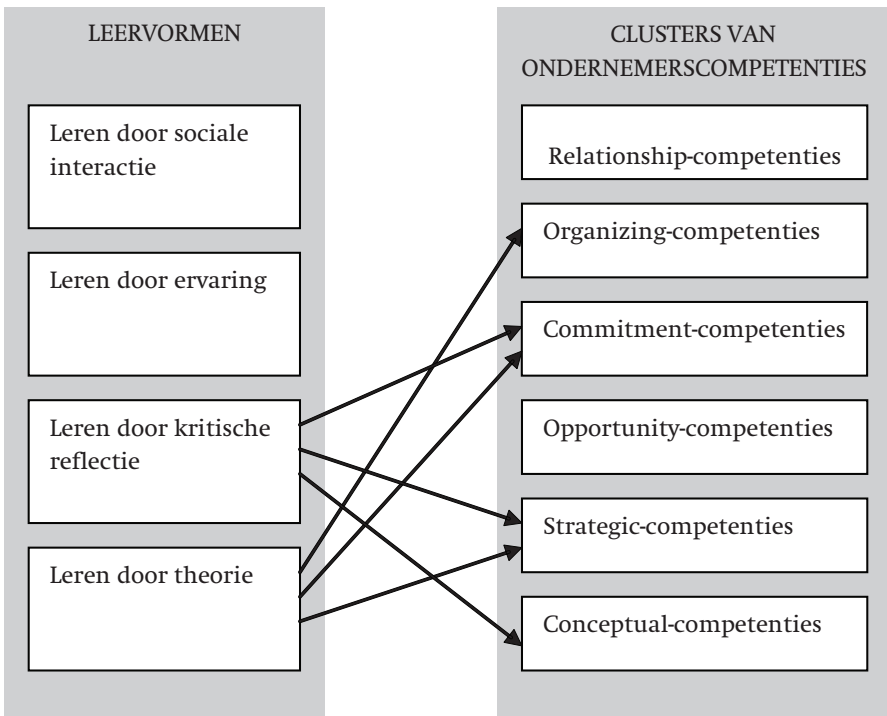 LEERVORMEN
Leren door sociale
interactie
Leren door ervaring
Leren door kritische
reflectie
Leren door theorie
CLUSTERS VAN
ONDERNEMERSCOMPETENTIES
Relationship-competenties
Organizing-competenties
Commitment-competenties
Opportunity-competenties
Strategic-competenties
Conceptual-competenties